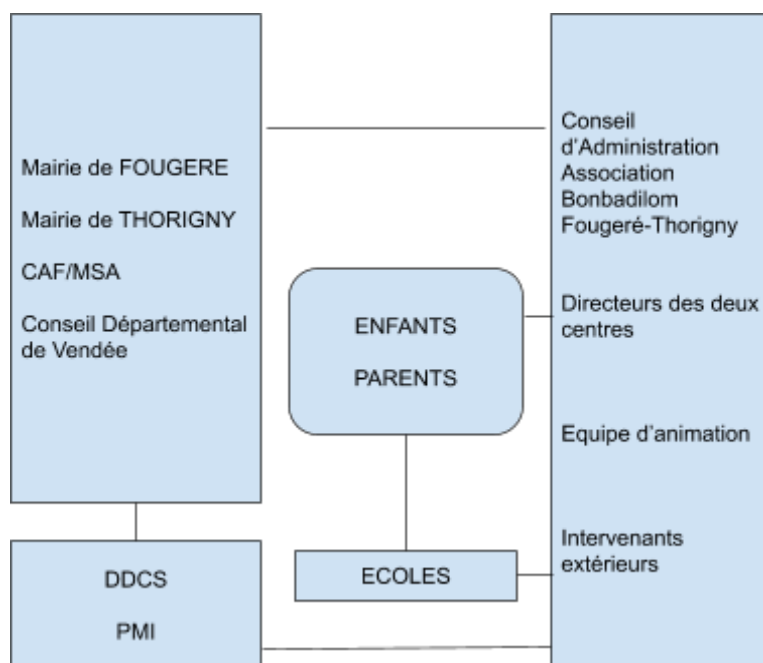 Mairie de FOUGERE
Mairie de THORIGNY
CAF/MSA
Conseil Départemental
de Vendée
DDCS
PMI
ENFANTS
PARENTS
ECOLES
Conseil
d'Administration
Association
Bonbadilom
Fougeré-Thorigny
Directeurs des deux
centres
Equipe d'animation
Intervenants
extérieurs